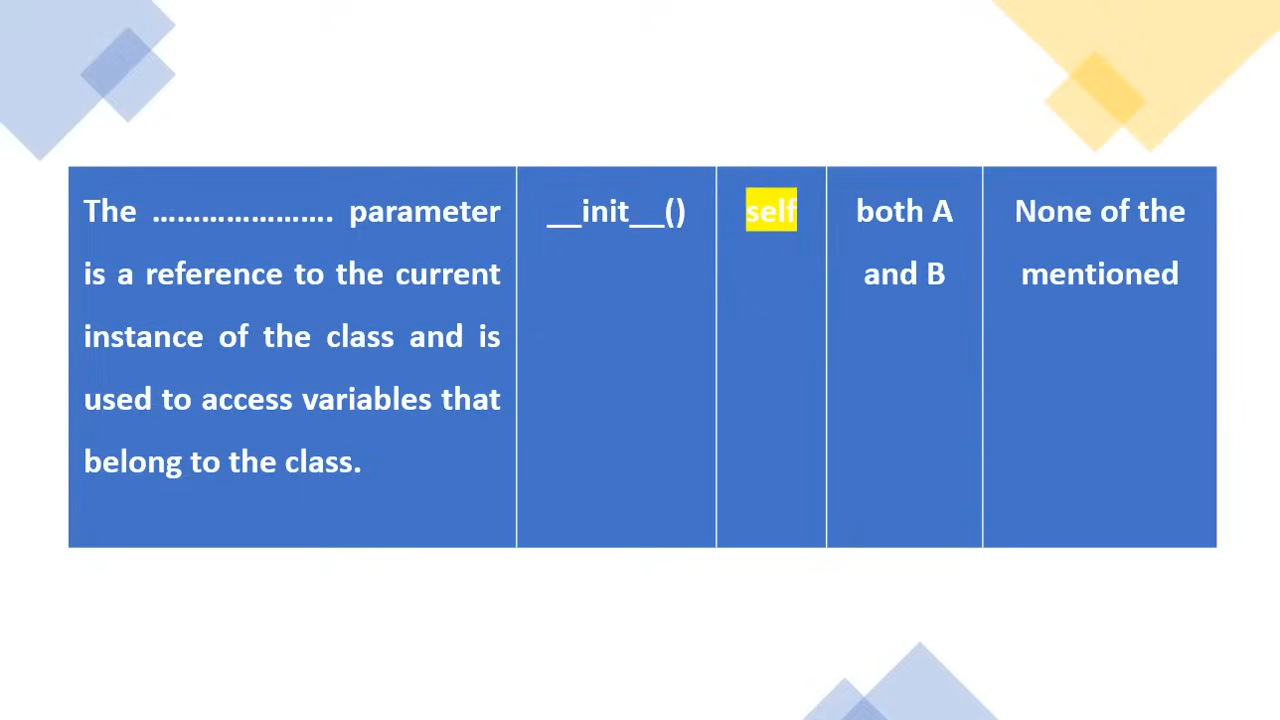 The …………………. parameter
is a reference to the current
instance of the class and is
used to access variables that
belong to the class.
__init__()
self
both A
and B
None of the
mentioned